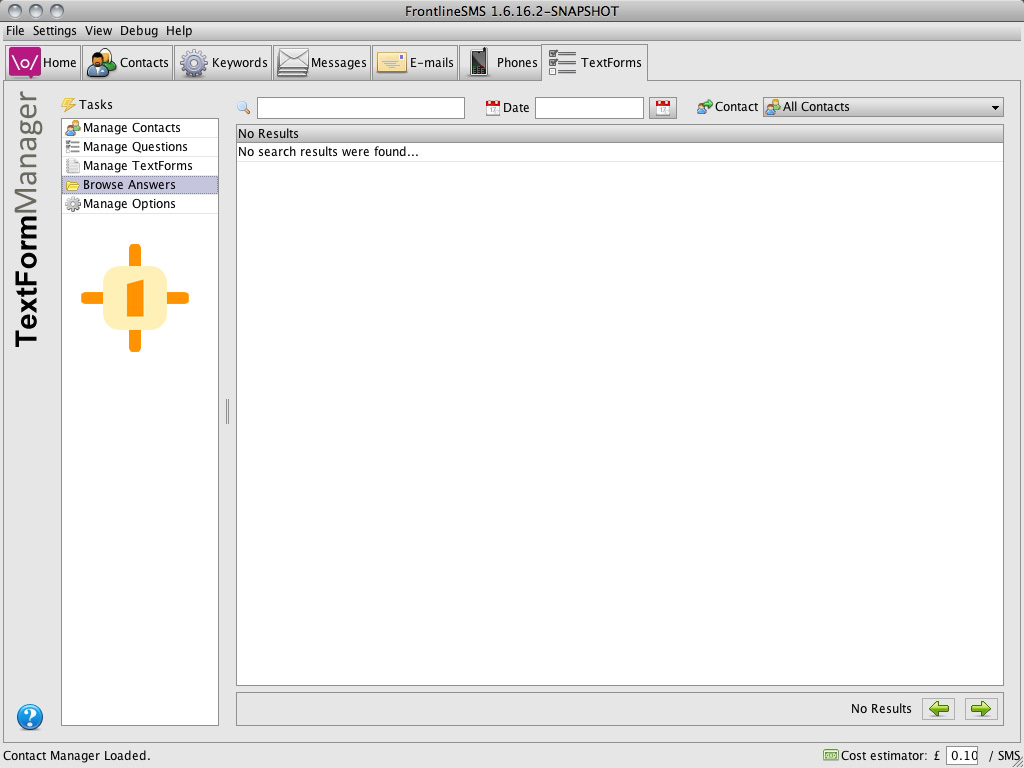 FrontlineSMS 1.6.16.2-SNAPSHOT
File Settings View Debug Help
\o/ Home Contacts Keywords Messages E-mails Phones TextForms
TextFormManager
Tasks
Manage Contacts
Manage Questions
Manage TextForms
Browse Answers
Manage Options
Date
Contact All Contacts
No Results
No search results were found...
No Results
?
Contact Manager Loaded.
Cost estimator: £ 0.10 / SMS